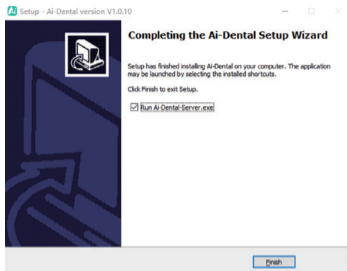 Ai Setup - Ai-Dental version V1.0.10
Completing the Ai-Dental Setup Wizard
Setup has finished installing Ai-Dental on your computer. The application
may be launched by selecting the installed shortcuts.
Click Finish to exit Setup.
Run Ai-Dental-Server.exe
Finish